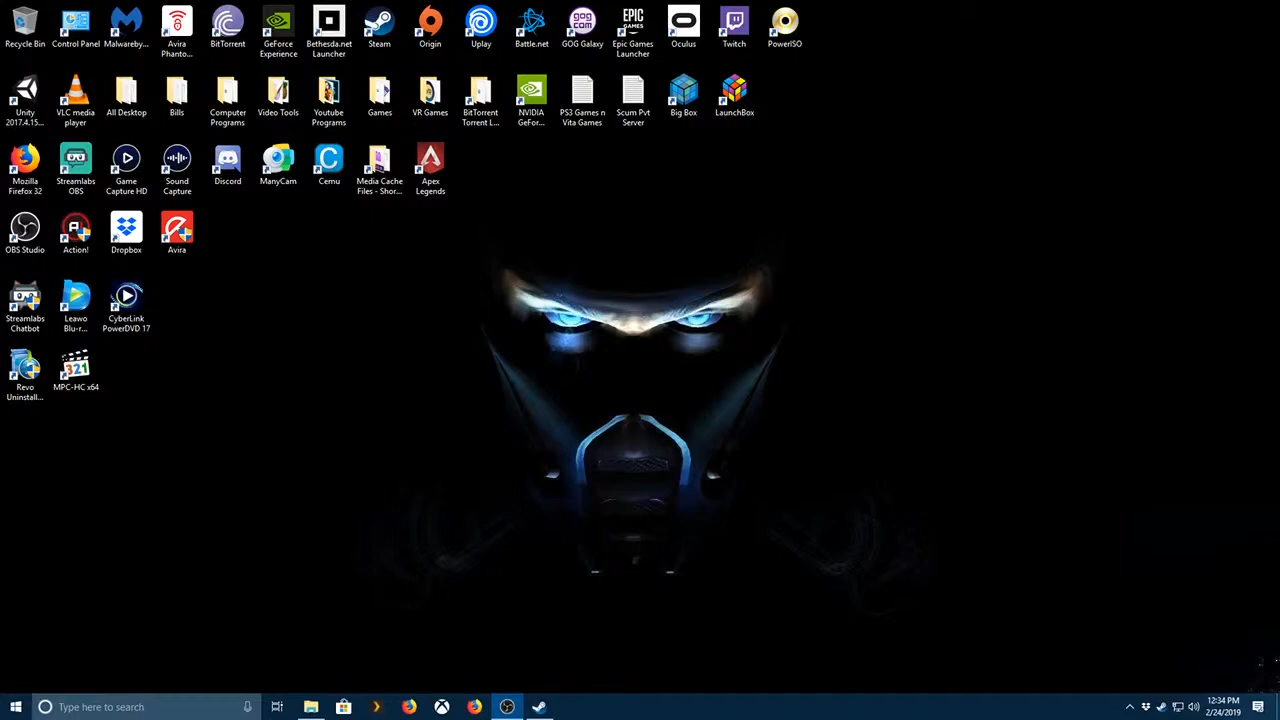 Recycle Bin
Control Panel
Malwareby...
Avira
Phanto...
BitTorrent
GeForce
Experience
Bethesda.net
Launcher
Steam
Origin
Uplay
Battle.net
GOG Galaxy
Epic Games
Launcher
Oculus
Twitch
PowerISO
gog
com
EPIC
GAMES
Unity
2017.4.15...
VLC media
player
All Desktop
Bills
Computer
Programs
Video Tools
Youtube
Programs
Games
VR Games
BitTorrent
Torrent L...
NVIDIA
GeFor...
PS3 Games n
Vita Games
Scum Pvt
Server
Big Box
LaunchBox
Mozilla
Firefox 32
Streamlabs
OBS
Game
Capture HD
Sound
Capture
Discord
ManyCam
Cemu
Media Cache
Files - Shor...
Apex
Legends
OBS Studio
Action!
Dropbox
Avira
Streamlabs
Chatbot
Leawo
Blu-r...
CyberLink
PowerDVD 17
Revo
Uninstall...
321
MPC-HC x64
Type here to search
12:34 PM
2/24/2019